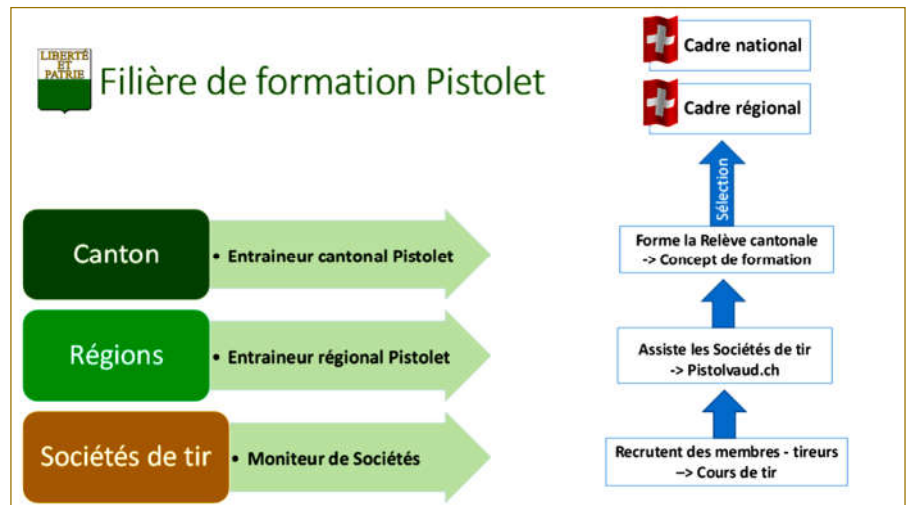 LIBERTÉ
ET
PATRIE
Filière de formation Pistolet
Cadre national
Cadre régional
Sélection
Canton
• Entraineur cantonal Pistolet
Forme la Relève cantonale
-> Concept de formation
Régions
• Entraineur régional Pistolet
Assiste les Sociétés de tir
-> Pistolvaud.ch
Sociétés de tir
• Moniteur de Sociétés
Recrutent des membres - tireurs
–> Cours de tir